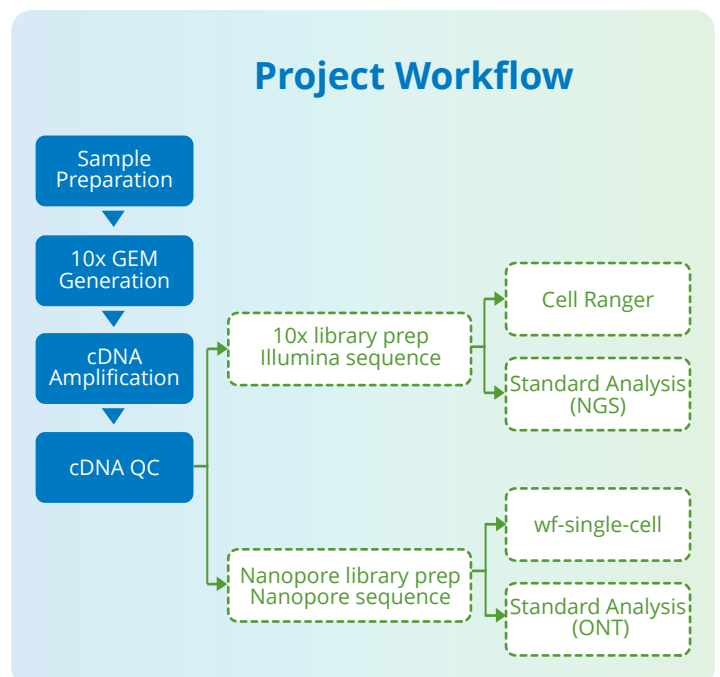 Project Workflow
Sample
Preparation
10x GEM
Generation
cDNA
Amplification
cDNA QC
10x library prep
Illumina sequence
Cell Ranger
Standard Analysis
(NGS)
Nanopore library prep
Nanopore sequence
wf-single-cell
Standard Analysis
(ONT)